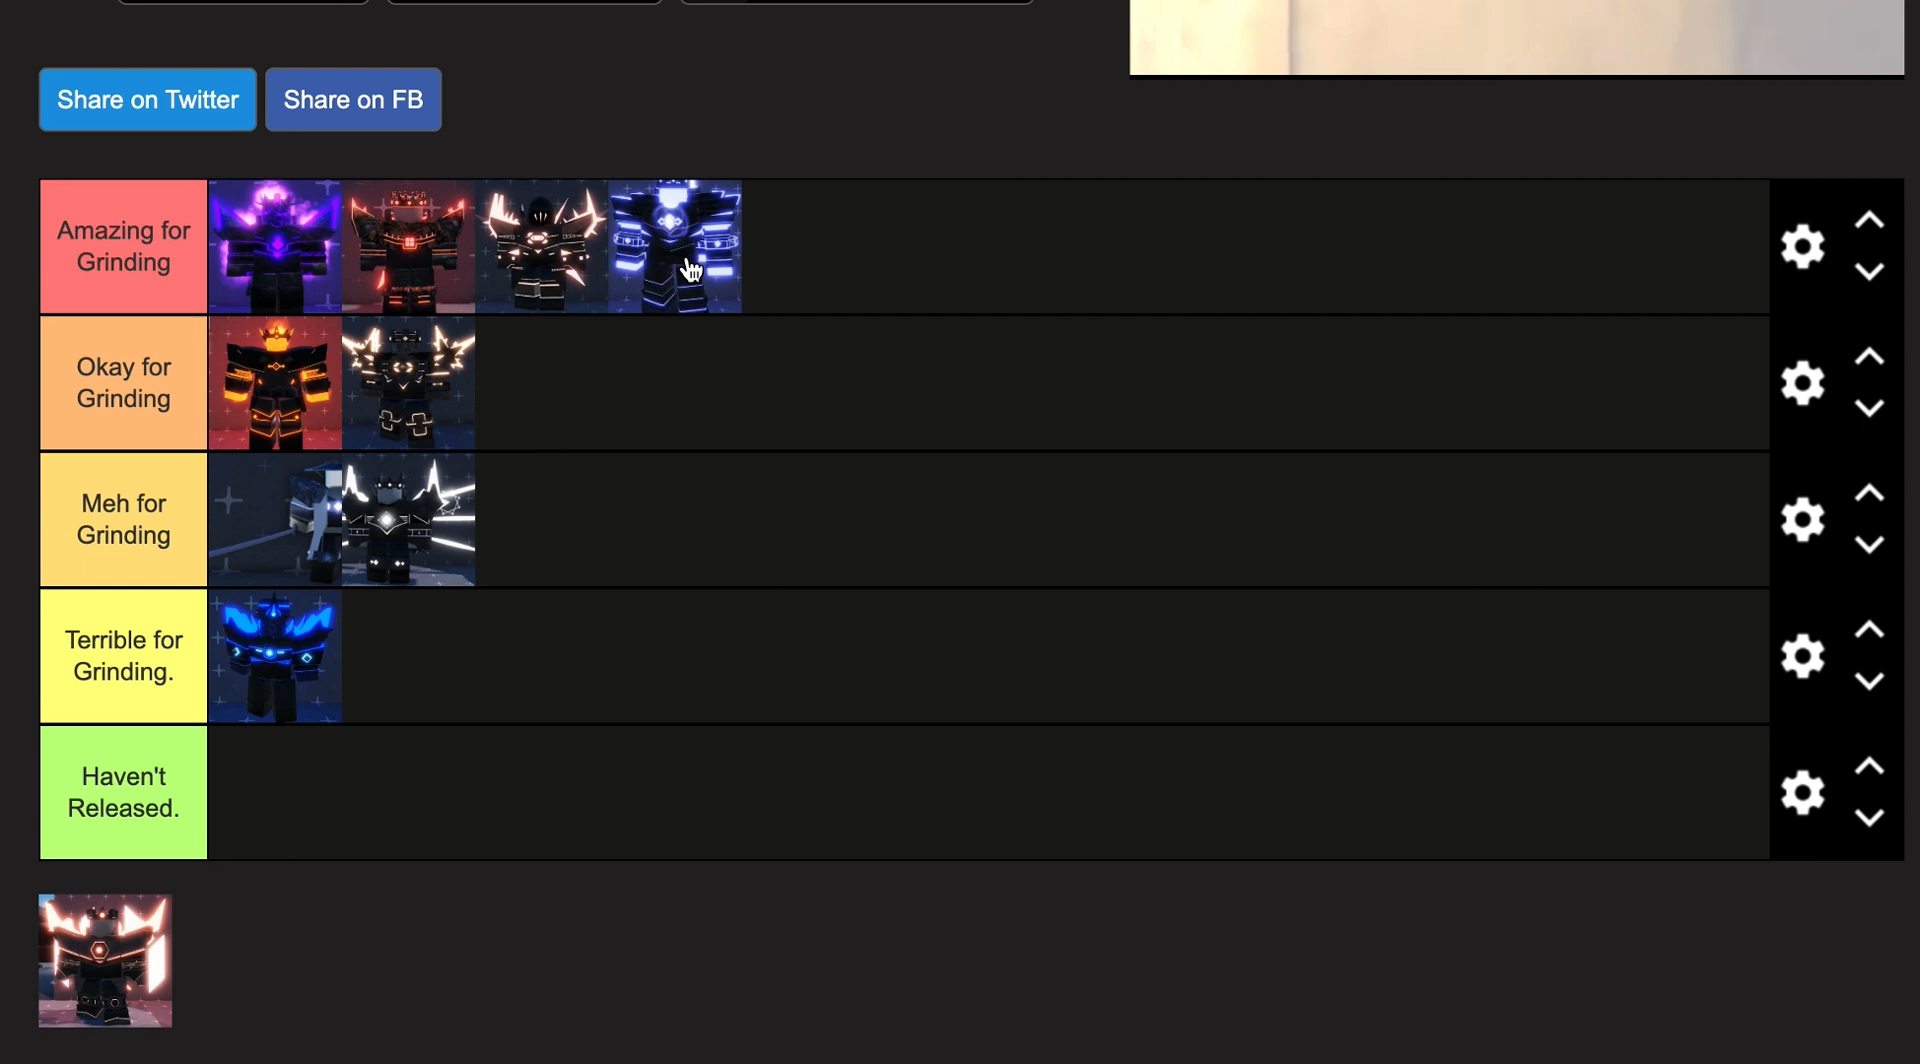 Share on Twitter
Share on FB
Amazing for
Grinding
Okay for
Grinding
Meh for
Grinding
Terrible for
Grinding.
Haven't
Released.